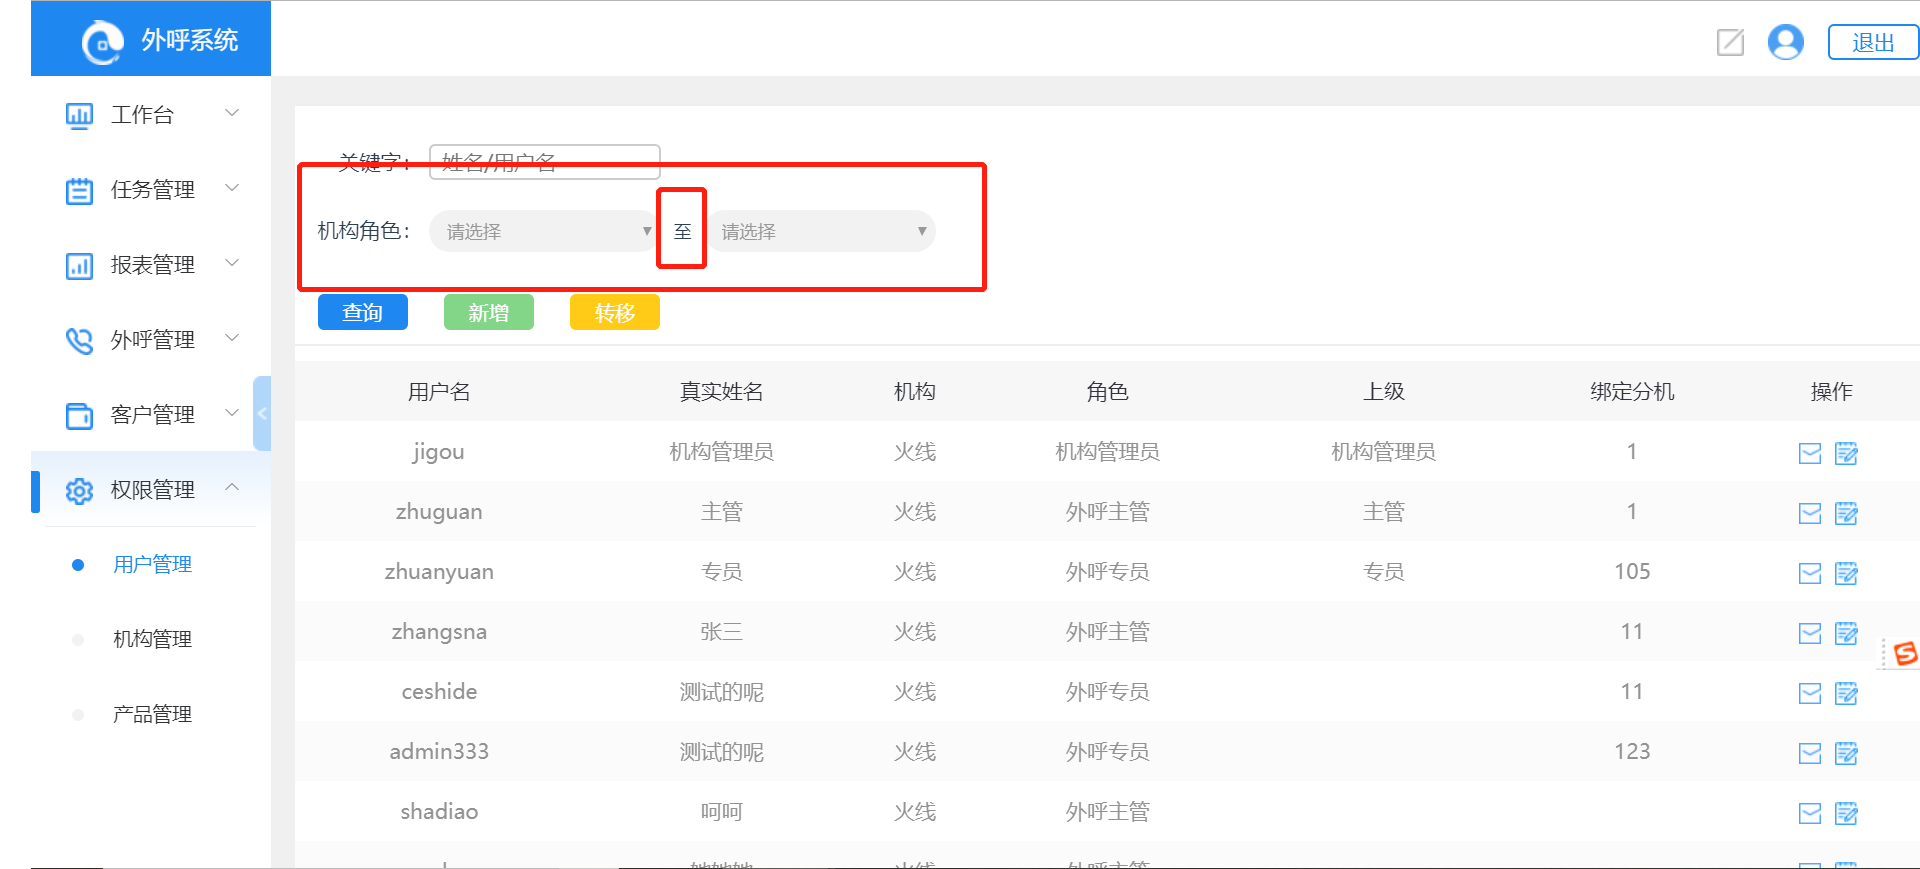 外呼系统
退出
工作台
任务管理
报表管理
外呼管理
客户管理
权限管理
用户管理
机构管理
产品管理
关键字： 姓名/用户名
机构角色： 请选择 至 请选择
查询 新增 转移
用户名 真实姓名 机构 角色 上级 绑定分机 操作
jigou 机构管理员 火线 机构管理员 机构管理员 1
zhuguan 主管 火线 外呼主管 主管 1
zhuanyuan 专员 火线 外呼专员 专员 105
zhangsna 张三 火线 外呼主管 11
ceshide 测试的呢 火线 外呼专员 11
admin333 测试的呢 火线 外呼专员 123
shadiao 呵呵 火线 外呼主管
火线 外呼主管